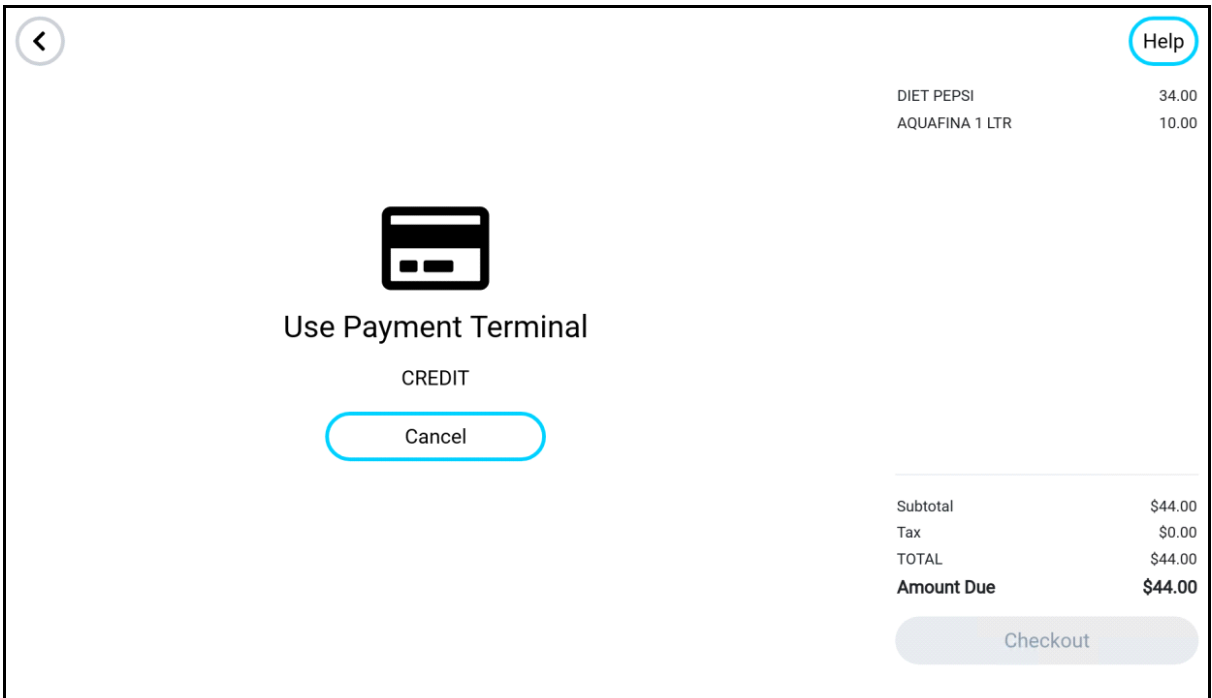 Help
DIET PEPSI 34.00
AQUAFINA 1 LTR 10.00
Use Payment Terminal
CREDIT
Cancel
Subtotal $44.00
Tax $0.00
TOTAL $44.00
Amount Due $44.00
Checkout